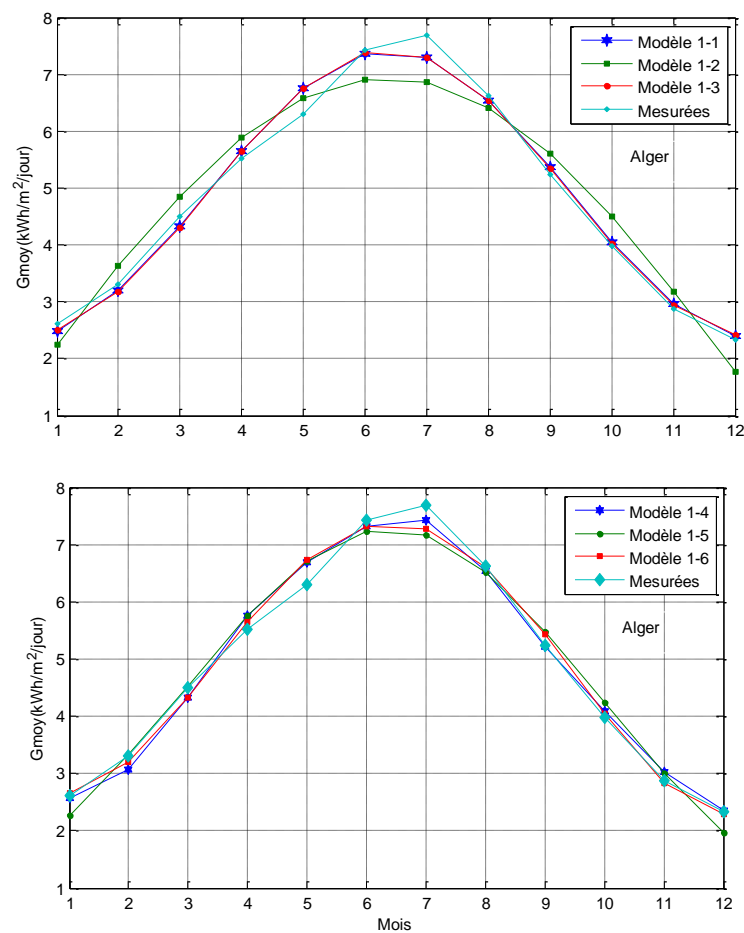 8
7
6
5
4
3
2
1
Gmoy(kWh/m²/jour)
Modèle 1-1
Modèle 1-2
Modèle 1-3
Mesurées
Alger
1 2 3 4 5 6 7 8 9 10 11 12
8
7
6
5
4
3
2
1
Gmoy(kWh/m²/jour)
Modèle 1-4
Modèle 1-5
Modèle 1-6
Mesurées
Alger
1 2 3 4 5 6 7 8 9 10 11 12
Mois